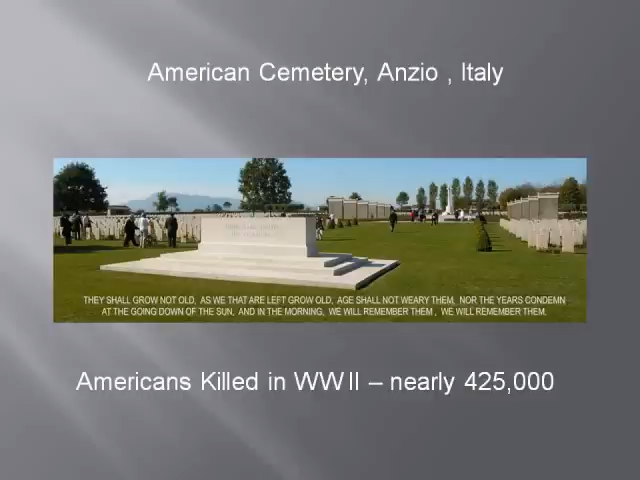 American Cemetery, Anzio , Italy
THEY SHALL GROW NOT OLD, AS WE THAT ARE LEFT GROW OLD, AGE SHALL NOT WEARY THEM, NOR THE YEARS CONDEMN
AT THE GOING DOWN OF THE SUN, AND IN THE MORNING, WE WILL REMEMBER THEM , WE WILL REMEMBER THEM.
Americans Killed in WWII – nearly 425,000